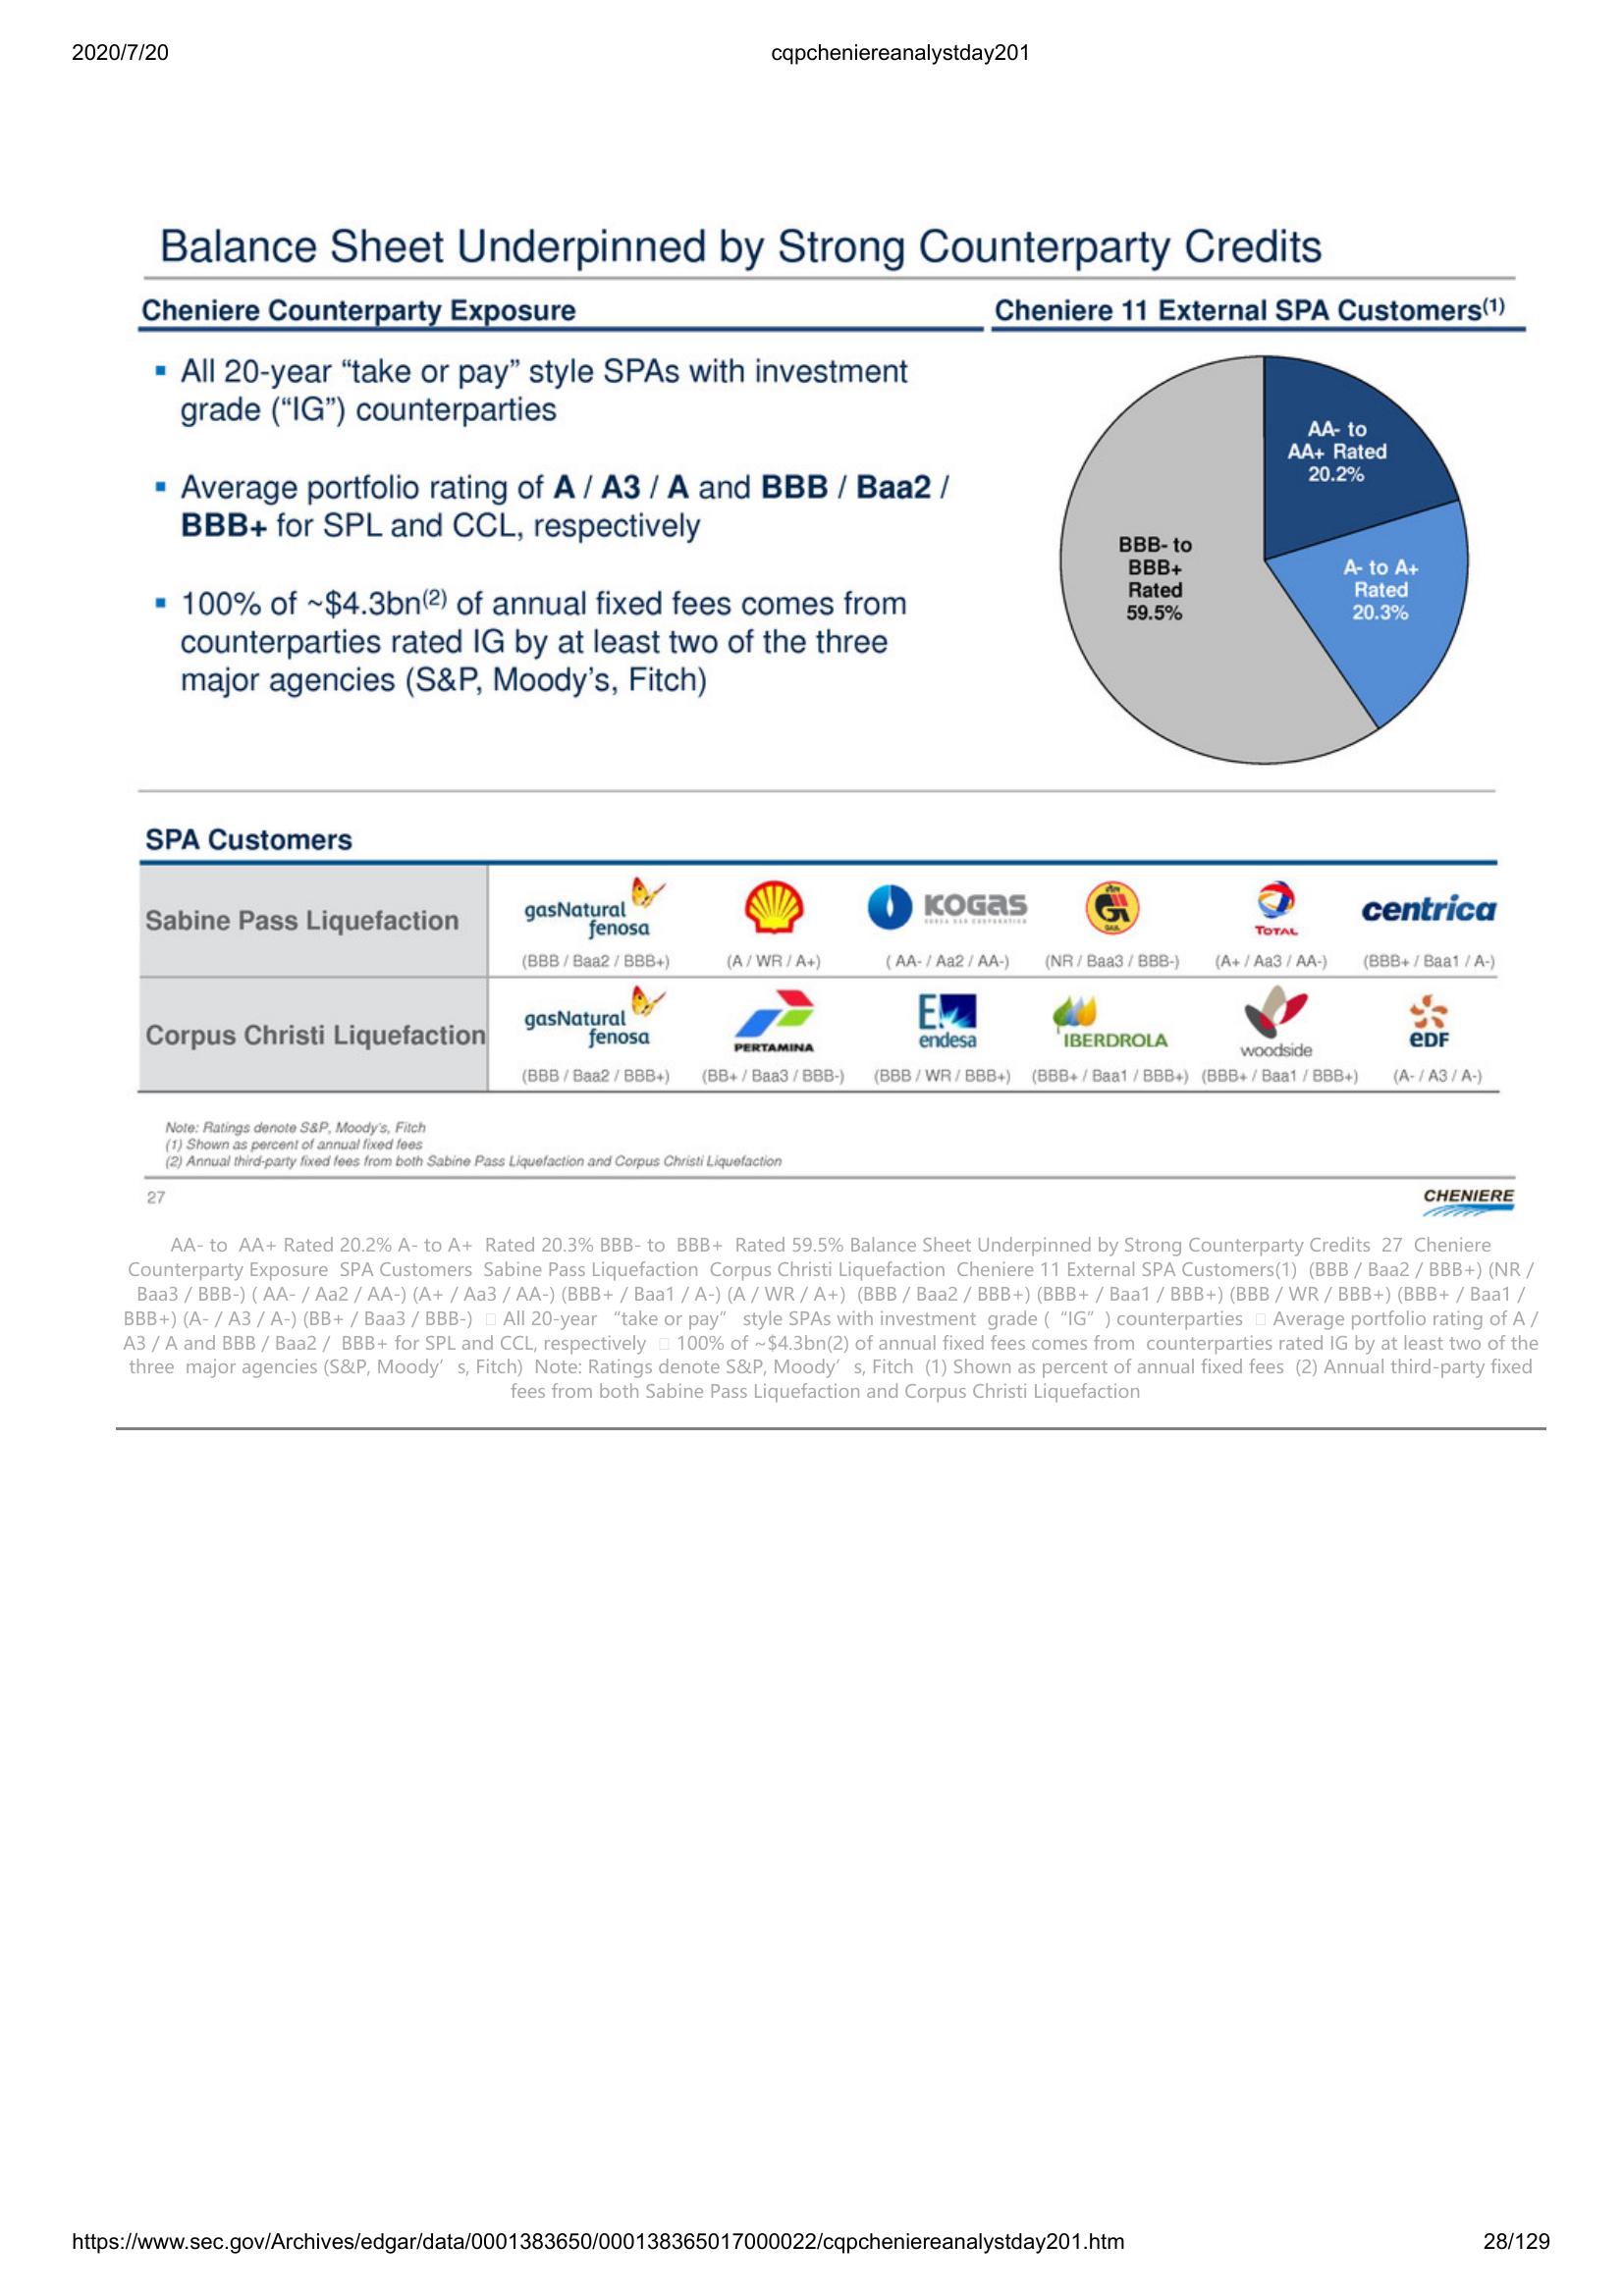 2020/7/20
cqpcheniereanalystday201
Balance Sheet Underpinned by Strong Counterparty Credits
Cheniere Counterparty Exposure
▪ All 20-year “take or pay” style SPAs with investment
grade (“IG”) counterparties
▪ Average portfolio rating of A / A3 / A and BBB / Baa2 /
BBB+ for SPL and CCL, respectively
▪ 100% of ~$4.3bn(2) of annual fixed fees comes from
counterparties rated IG by at least two of the three
major agencies (S&P, Moody’s, Fitch)
Cheniere 11 External SPA Customers(1)
AA- to
AA+ Rated
20.2%
A- to A+
Rated
20.3%
BBB- to
BBB+
Rated
59.5%
SPA Customers
Sabine Pass Liquefaction
gasNatural
fenosa
KOGAS
KOREA GAS CORPORATION
GAIL
TOTAL
centrica
(BBB / Baa2 / BBB+) (A / WR / A+) ( AA- / Aa2 / AA-) (NR / Baa3 / BBB-) (A+ / Aa3 / AA-) (BBB+ / Baa1 / A-)
Corpus Christi Liquefaction
gasNatural
fenosa
PERTAMINA
endesa
IBERDROLA
woodside
eDF
(BBB / Baa2 / BBB+) (BB+ / Baa3 / BBB-) (BBB / WR / BBB+) (BBB+ / Baa1 / BBB+) (BBB+ / Baa1 / BBB+) (A- / A3 / A-)
Note: Ratings denote S&P, Moody's, Fitch
(1) Shown as percent of annual fixed fees
(2) Annual third-party fixed fees from both Sabine Pass Liquefaction and Corpus Christi Liquefaction
27
CHENIERE
AA- to AA+ Rated 20.2% A- to A+ Rated 20.3% BBB- to BBB+ Rated 59.5% Balance Sheet Underpinned by Strong Counterparty Credits 27 Cheniere
Counterparty Exposure SPA Customers Sabine Pass Liquefaction Corpus Christi Liquefaction Cheniere 11 External SPA Customers(1) (BBB / Baa2 / BBB+) (NR /
Baa3 / BBB-) ( AA- / Aa2 / AA-) (A+ / Aa3 / AA-) (BBB+ / Baa1 / A-) (A / WR / A+) (BBB / Baa2 / BBB+) (BBB+ / Baa1 / BBB+) (BBB / WR / BBB+) (BBB+ / Baa1 /
BBB+) (A- / A3 / A-) (BB+ / Baa3 / BBB-) All 20-year “take or pay” style SPAs with investment grade ( “IG” ) counterparties Average portfolio rating of A /
A3 / A and BBB / Baa2 / BBB+ for SPL and CCL, respectively 100% of ~$4.3bn(2) of annual fixed fees comes from counterparties rated IG by at least two of the
three major agencies (S&P, Moody’ s, Fitch) Note: Ratings denote S&P, Moody’ s, Fitch (1) Shown as percent of annual fixed fees (2) Annual third-party fixed
fees from both Sabine Pass Liquefaction and Corpus Christi Liquefaction
https://www.sec.gov/Archives/edgar/data/0001383650/000138365017000022/cqpcheniereanalystday201.htm
28/129